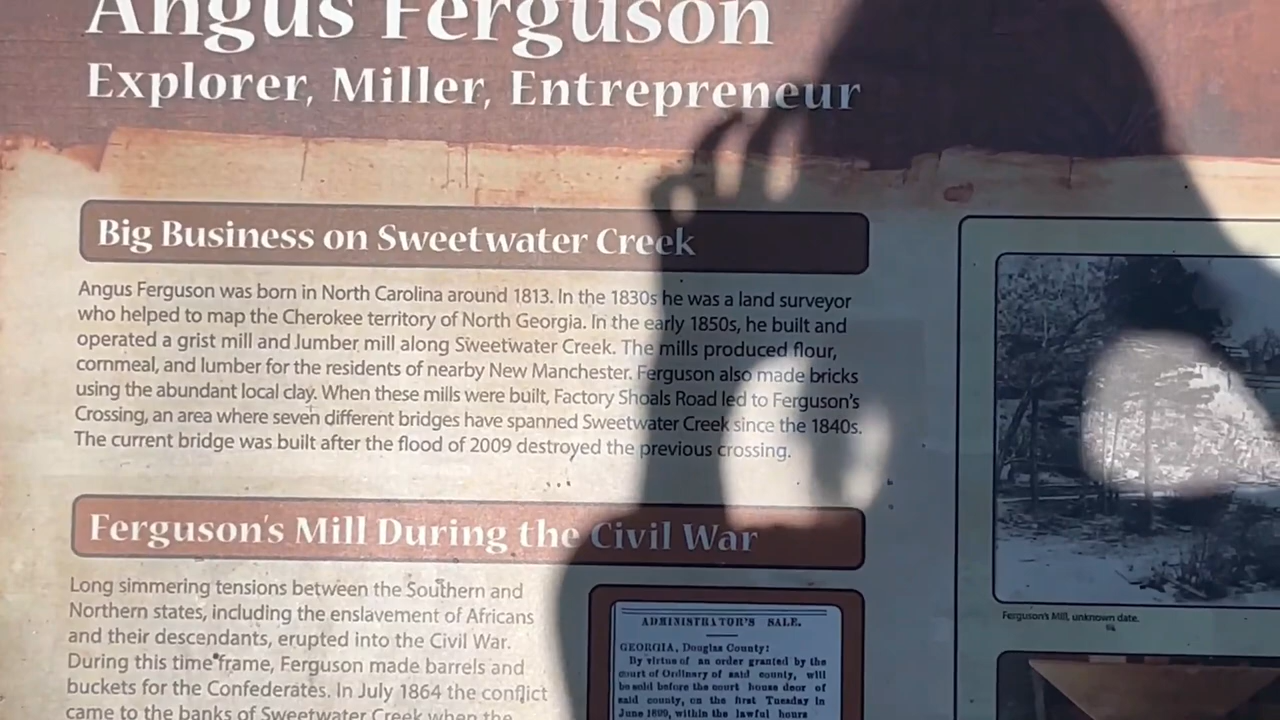 Angus Ferguson
Explorer, Miller, Entrepreneur
Big Business on Sweetwater Creek
Angus Ferguson was born in North Carolina around 1813. In the 1830s he was a land surveyor
who helped to map the Cherokee territory of North Georgia. In the early 1850s, he built and
operated a grist mill and lumber mill along Sweetwater Creek. The mills produced flour,
cornmeal, and lumber for the residents of nearby New Manchester. Ferguson also made bricks
using the abundant local clay. When these mills were built, Factory Shoals Road led to Ferguson's
Crossing, an area where seven different bridges have spanned Sweetwater Creek since the 1840s.
The current bridge was built after the flood of 2009 destroyed the previous crossing.
Ferguson's Mill During the Civil War
Long simmering tensions between the Southern and
Northern states, including the enslavement of Africans
and their descendants, erupted into the Civil War.
During this time frame, Ferguson made barrels and
buckets for the Confederates. In July 1864 the conflict
came to the banks of Sweetwater Creek when the
ADMINISTRATOR'S SALE.
GEORGIA, Douglas County:
By virtue of an order granted by the
court of Ordinary of said county, will
be sold before the court house door of
said county, on the first Tuesday in
June 1899, within the lawful hours
Ferguson's Mill, unknown date.